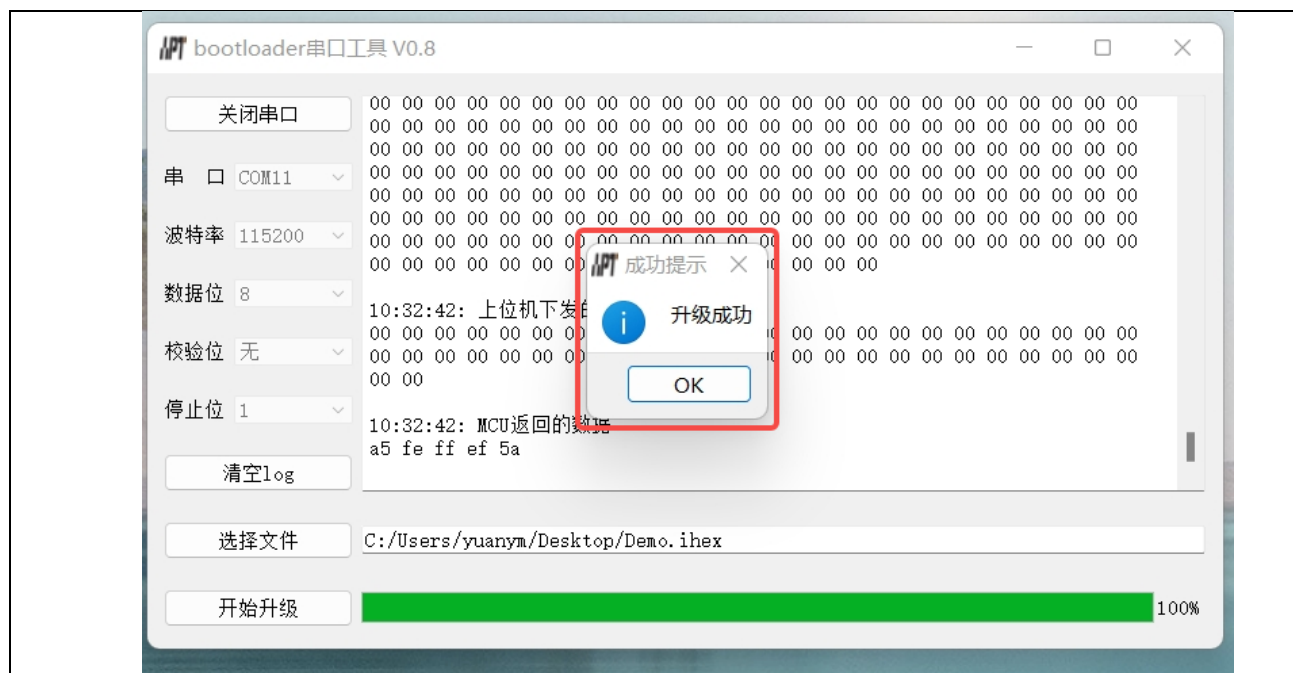 APT bootloader串口工具 V0.8
关闭串口
串 口 COM11
波特率 115200
数据位 8
校验位 无
停止位 1
清空log
选择文件
开始升级
00 00 00 00 00 00 00 00 00 00 00 00 00 00 00 00 00 00 00 00 00 00 00 00
00 00 00 00 00 00 00 00 00 00 00 00 00 00 00 00 00 00 00 00 00 00 00 00
00 00 00 00 00 00 00 00 00 00 00 00 00 00 00 00 00 00 00 00 00 00 00 00
00 00 00 00 00 00 00 00 00 00 00 00 00 00 00 00 00 00 00 00 00 00 00 00
00 00 00 00 00 00 00 00 00 00 00 00 00 00 00 00 00 00 00 00 00 00 00 00
00 00 00 00 00 00 00 00 00 00 00 00 00 00 00 00 00 00 00 00 00 00 00 00
00 00 00 00 00 00 00 00 00 00 00 00 00 00 00 00 00 00 00 00 00 00 00 00
00 00 00 00 00 00 00 00 00
10:32:42: 上位机下发
00 00 00 00 00 00 00 00 00 00 00 00 00 00 00 00 00
00 00 00 00 00 00 00 00 00 00 00 00 00 00 00 00 00
00 00
10:32:42: MCU返回的数据
a5 fe ff ef 5a
APT 成功提示
升级成功
OK
C:/Users/yuanym/Desktop/Demo.ihex
100%